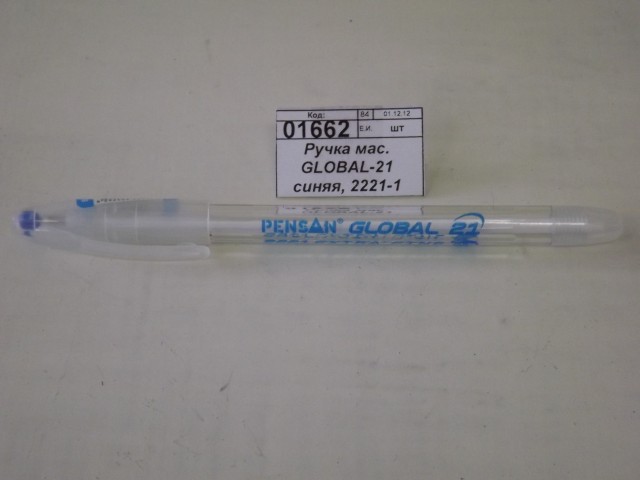 Код: 84 01.12.12
01662 Е.И. шт
Ручка мас.
GLOBAL-21
синяя, 2221-1
PENSAN® GLOBAL 21